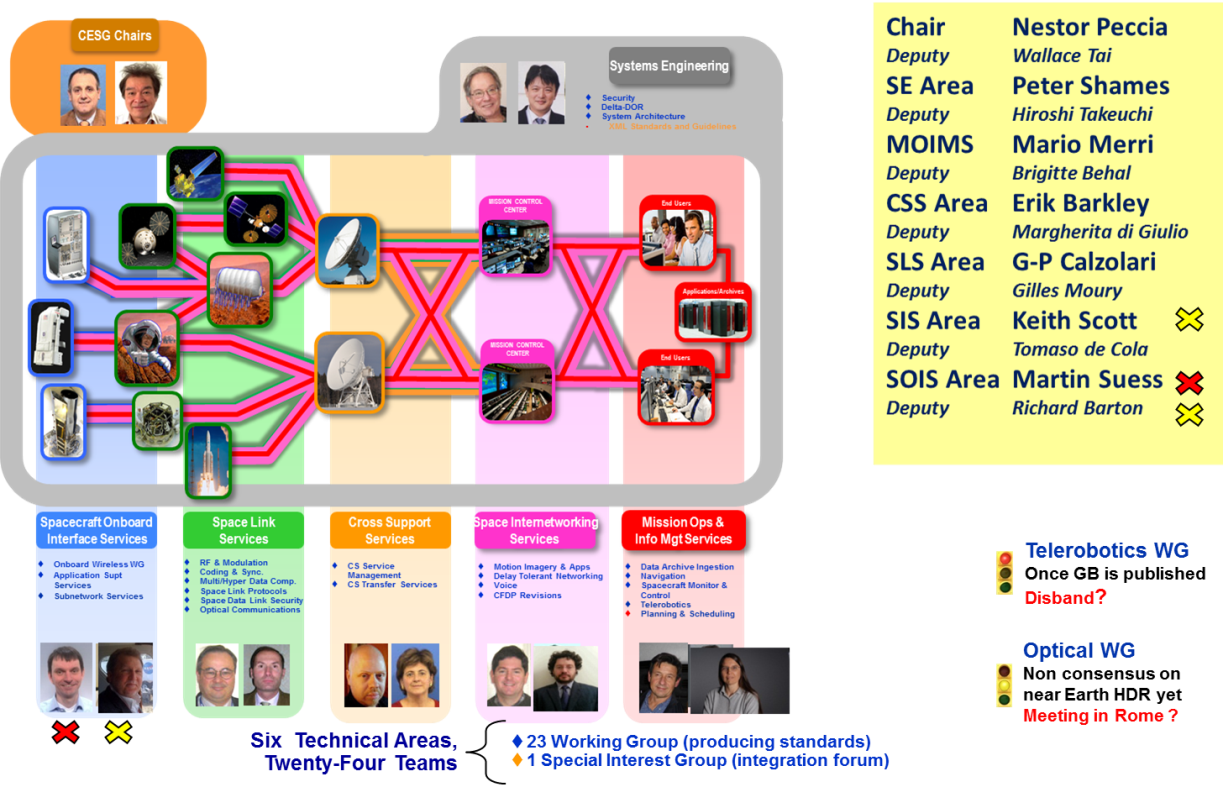 CESG Chairs
Systems Engineering
Security
Delta-DOR
System Architecture
XML Standards and Guidelines
MISSION CONTROL
CENTER
End Users
Applications/Archives
MISSION CONTROL
CENTER
End Users
Spacecraft Onboard
Interface Services
Onboard Wireless WG
Application Supt
Services
Subnetwork Services
Space Link
Services
RF & Modulation
Coding & Sync.
Multi/Hyper Data Comp.
Space Link Protocols
Space Data Link Security
Optical Communications
Cross Support
Services
CS Service
Management
CS Transfer Services
Space Internetworking
Services
Motion Imagery & Apps
Delay Tolerant Networking
Voice
CFDP Revisions
Mission Ops &
Info Mgt Services
Data Archive Ingestion
Navigation
Spacecraft Monitor &
Control
Telerobotics
Planning & Scheduling
Six Technical Areas,
Twenty-Four Teams
23 Working Group (producing standards)
1 Special Interest Group (integration forum)
Chair Nestor Peccia
Deputy Wallace Tai
SE Area Peter Shames
Deputy Hiroshi Takeuchi
MOIMS Mario Merri
Deputy Brigitte Behal
CSS Area Erik Barkley
Deputy Margherita di Giulio
SLS Area G-P Calzolari
Deputy Gilles Moury
SIS Area Keith Scott
Deputy Tomaso de Cola
SOIS Area Martin Suess
Deputy Richard Barton
Telerobotics WG
Once GB is published
Disband?
Optical WG
Non consensus on
near Earth HDR yet
Meeting in Rome ?